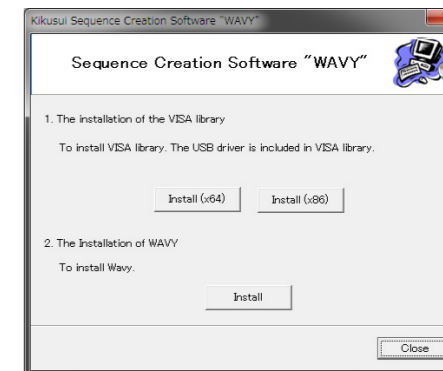 Kikusui Sequence Creation Software "WAVY"
Sequence Creation Software "WAVY"
1. The installation of the VISA library
To install VISA library. The USB driver is included in VISA library.
Install (x64) Install (x86)
2. The Installation of WAVY
To install Wavy.
Install
Close